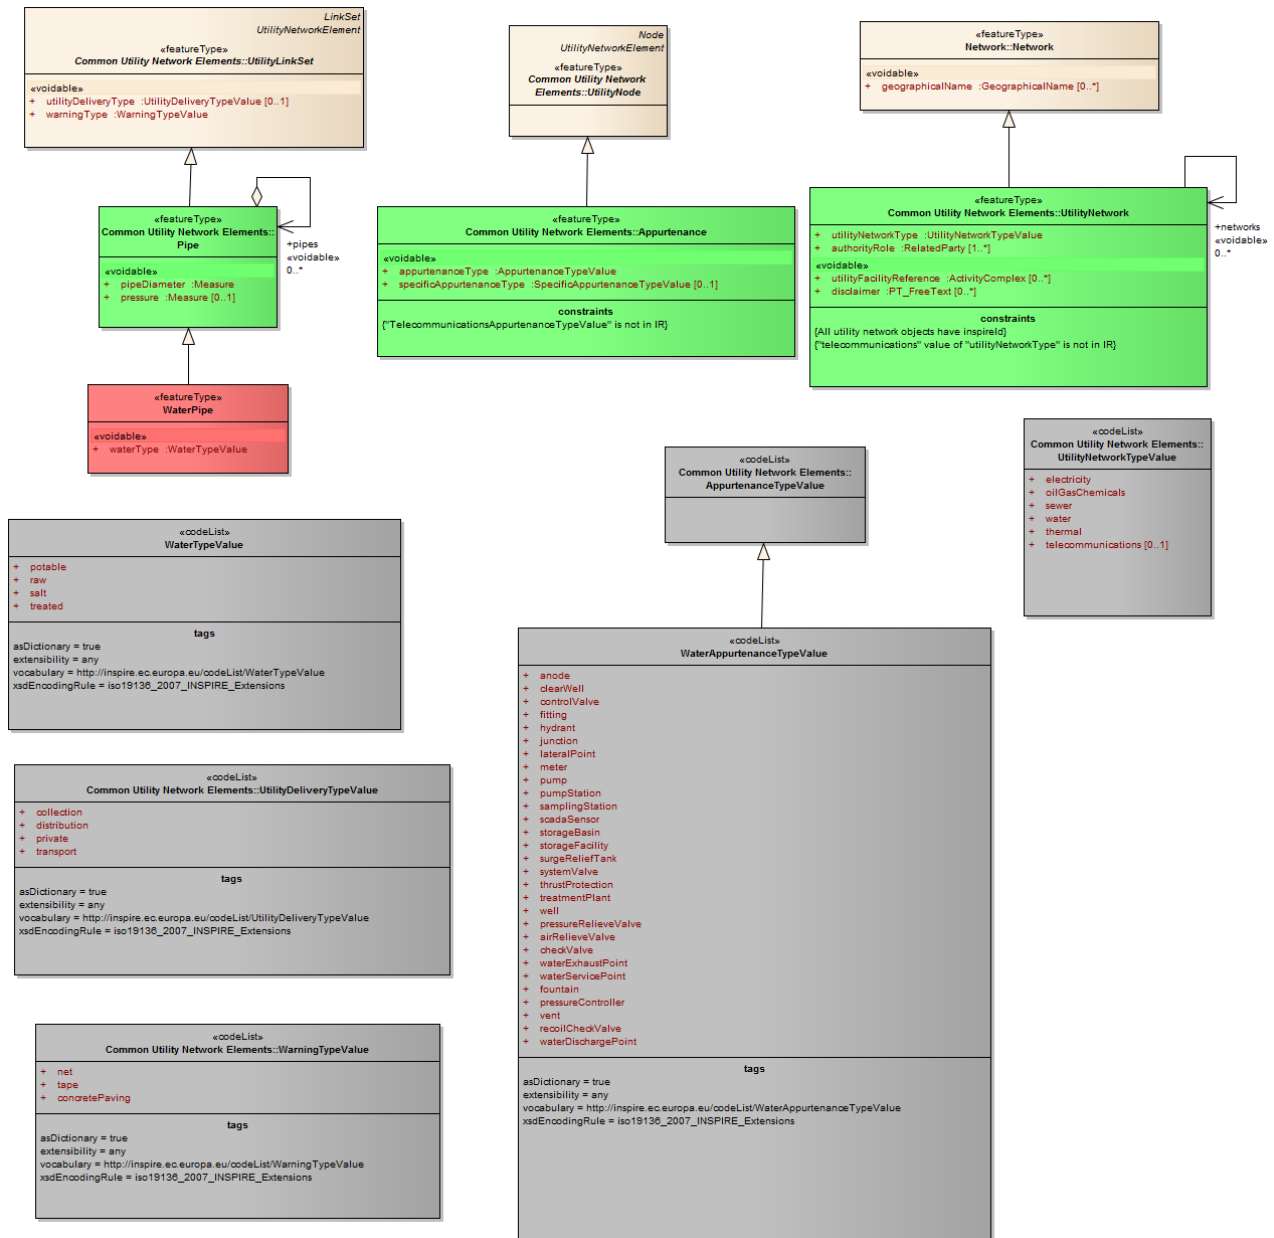 LinkSet
UtilityNetworkElement
«featureType»
Common Utility Network Elements::UtilityLinkSet
«voidable»
+ utilityDeliveryType :UtilityDeliveryTypeValue [0..1]
+ warningType :WarningTypeValue
Node
UtilityNetworkElement
«featureType»
Common Utility Network
Elements::UtilityNode
«featureType»
Network::Network
«voidable»
+ geographicalName :GeographicalName [0..*]
«featureType»
Common Utility Network Elements::
Pipe
«voidable»
+ pipeDiameter :Measure
+ pressure :Measure [0..1]
+pipes
«voidable»
0..*
«featureType»
Common Utility Network Elements::Appurtenance
«voidable»
+ appurtenanceType :AppurtenanceTypeValue
+ specificAppurtenanceType :SpecificAppurtenanceTypeValue [0..1]
constraints
{"TelecommunicationsAppurtenanceTypeValue" is not in IR}
«featureType»
Common Utility Network Elements::UtilityNetwork
+ utilityNetworkType :UtilityNetworkTypeValue
+ authorityRole :RelatedParty [1..*]
«voidable»
+ utilityFacilityReference :ActivityComplex [0..*]
+ disclaimer :PT_FreeText [0..*]
constraints
{All utility network objects have inspireId}
{"telecommunications" value of "utilityNetworkType" is not in IR}
+networks
«voidable»
0..*
«featureType»
WaterPipe
«voidable»
+ waterType :WaterTypeValue
«codeList»
Common Utility Network Elements::
AppurtenanceTypeValue
«codeList»
Common Utility Network Elements::
UtilityNetworkTypeValue
+ electricity
+ oilGasChemicals
+ sewer
+ water
+ thermal
+ telecommunications [0..1]
«codeList»
WaterTypeValue
+ potable
+ raw
+ salt
+ treated
tags
asDictionary = true
extensibility = any
vocabulary = http://inspire.ec.europa.eu/codeList/WaterTypeValue
xsdEncodingRule = iso19136_2007_INSPIRE_Extensions
«codeList»
Common Utility Network Elements::UtilityDeliveryTypeValue
+ collection
+ distribution
+ private
+ transport
tags
asDictionary = true
extensibility = any
vocabulary = http://inspire.ec.europa.eu/codeList/UtilityDeliveryTypeValue
xsdEncodingRule = iso19136_2007_INSPIRE_Extensions
«codeList»
Common Utility Network Elements::WarningTypeValue
+ net
+ tape
+ concretePaving
tags
asDictionary = true
extensibility = any
vocabulary = http://inspire.ec.europa.eu/codeList/WarningTypeValue
xsdEncodingRule = iso19136_2007_INSPIRE_Extensions
«codeList»
WaterAppurtenanceTypeValue
+ anode
+ clearWell
+ controlValve
+ fitting
+ hydrant
+ junction
+ lateralPoint
+ meter
+ pump
+ pumpStation
+ samplingStation
+ scadaSensor
+ storageBasin
+ storageFacility
+ surgeReliefTank
+ systemValve
+ thrustProtection
+ treatmentPlant
+ well
+ pressureRelieveValve
+ airRelieveValve
+ checkValve
+ waterExhaustPoint
+ waterServicePoint
+ fountain
+ pressureController
+ vent
+ recoilCheckValve
+ waterDischargePoint
tags
asDictionary = true
extensibility = any
vocabulary = http://inspire.ec.europa.eu/codeList/WaterAppurtenanceTypeValue
xsdEncodingRule = iso19136_2007_INSPIRE_Extensions